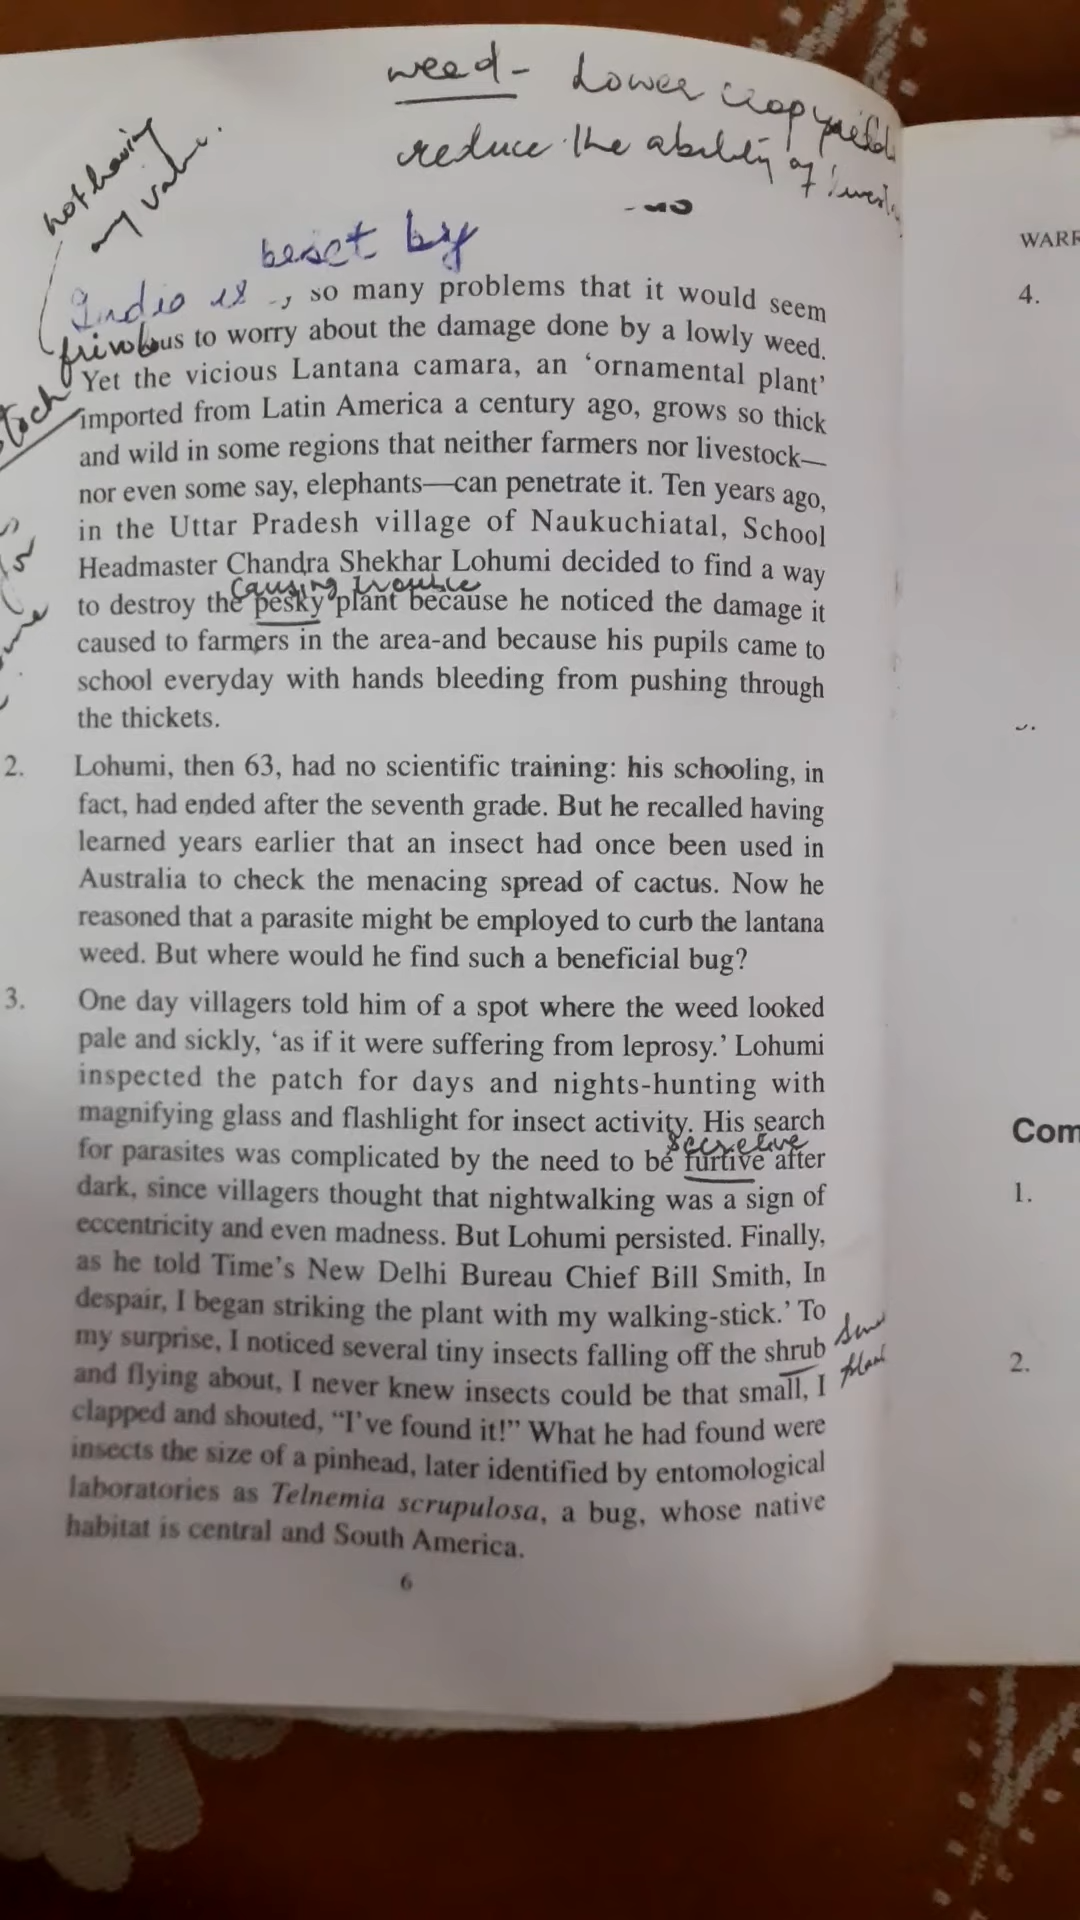 weed - Lower crop yield
reduce the ability of
not having
any value.
beset by
India is , so many problems that it would seem
frivolous to worry about the damage done by a lowly weed.
Yet the vicious Lantana camara, an ‘ornamental plant’
imported from Latin America a century ago, grows so thick
and wild in some regions that neither farmers nor livestock—
nor even some say, elephants—can penetrate it. Ten years ago,
in the Uttar Pradesh village of Naukuchiatal, School
Headmaster Chandra Shekhar Lohumi decided to find a way
causing trouble
to destroy the pesky plant because he noticed the damage it
caused to farmers in the area-and because his pupils came to
school everyday with hands bleeding from pushing through
the thickets.
2. Lohumi, then 63, had no scientific training: his schooling, in
fact, had ended after the seventh grade. But he recalled having
learned years earlier that an insect had once been used in
Australia to check the menacing spread of cactus. Now he
reasoned that a parasite might be employed to curb the lantana
weed. But where would he find such a beneficial bug?
3. One day villagers told him of a spot where the weed looked
pale and sickly, ‘as if it were suffering from leprosy.’ Lohumi
inspected the patch for days and nights-hunting with
magnifying glass and flashlight for insect activity. His search
secretive
for parasites was complicated by the need to be furtive after
dark, since villagers thought that nightwalking was a sign of
eccentricity and even madness. But Lohumi persisted. Finally,
as he told Time’s New Delhi Bureau Chief Bill Smith, In
despair, I began striking the plant with my walking-stick.’ To
my surprise, I noticed several tiny insects falling off the shrub
and flying about, I never knew insects could be that small, I
clapped and shouted, “I’ve found it!” What he had found were
insects the size of a pinhead, later identified by entomological
laboratories as Telnemia scrupulosa, a bug, whose native
habitat is central and South America.
6
WARR
4.
Com
1.
2.